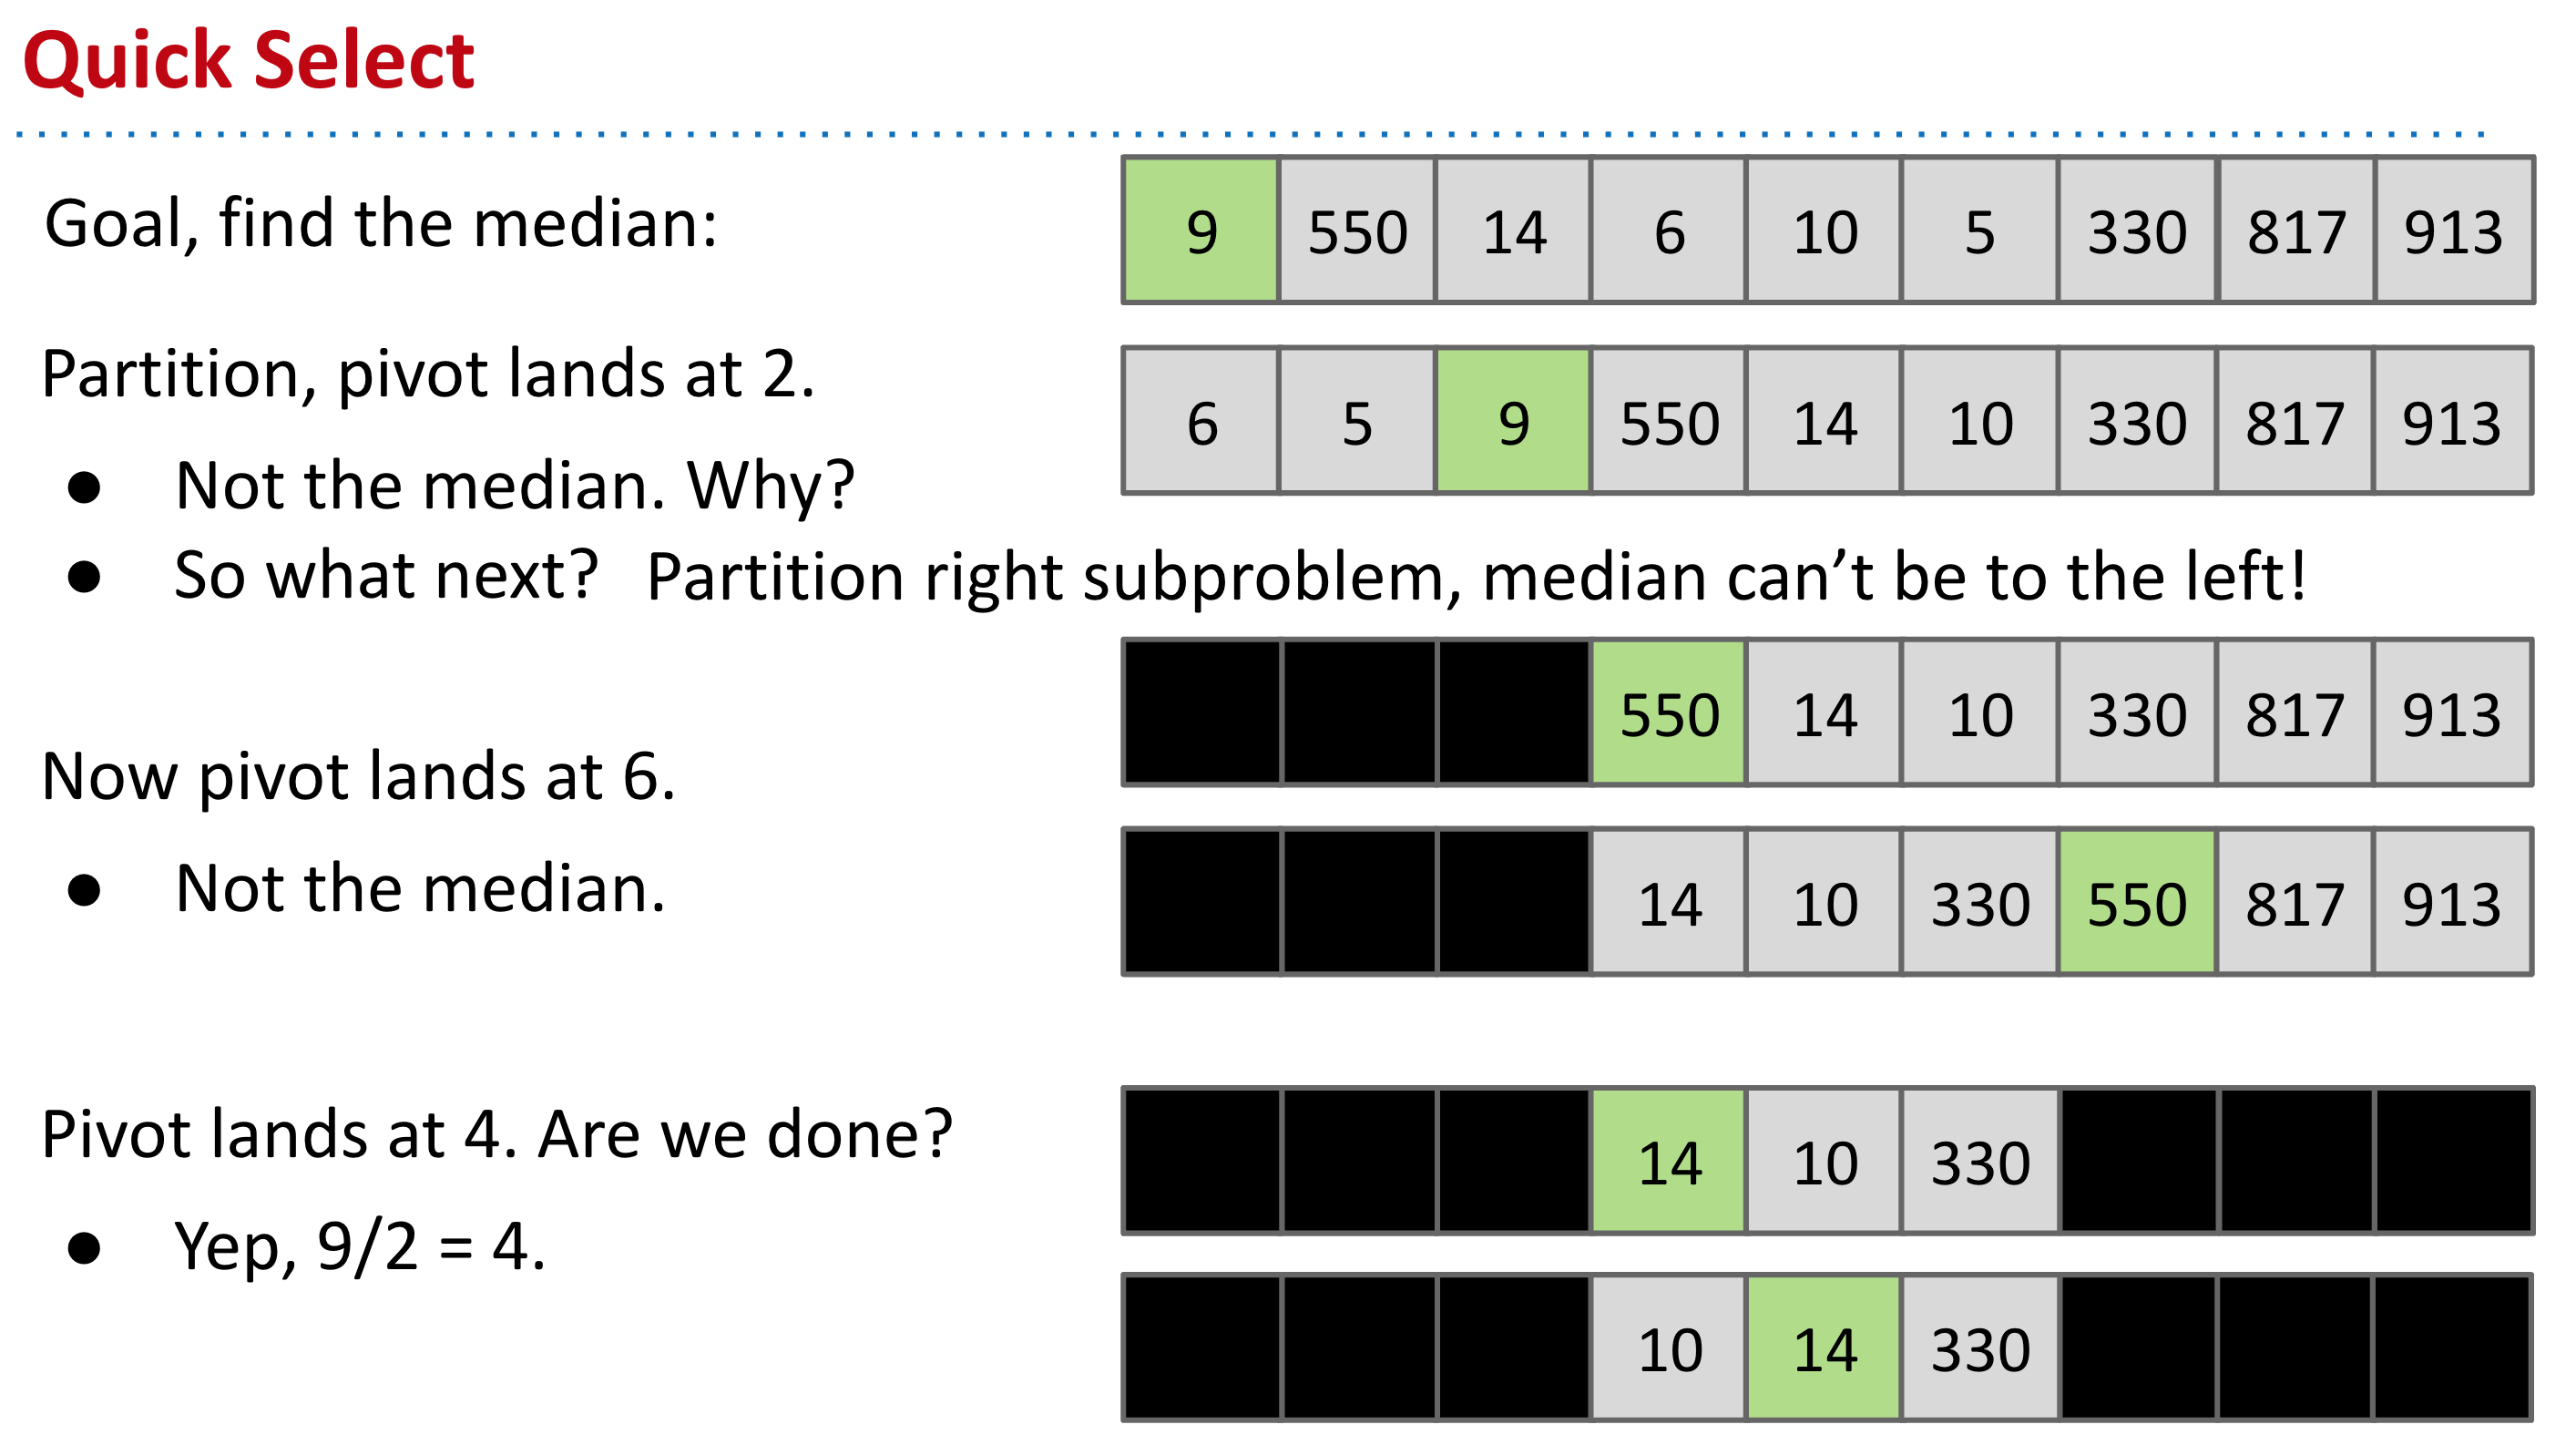 Quick Select
Goal, find the median:
9 550 14 6 10 5 330 817 913
Partition, pivot lands at 2.
6 5 9 550 14 10 330 817 913
● Not the median. Why?
● So what next? Partition right subproblem, median can’t be to the left!
550 14 10 330 817 913
Now pivot lands at 6.
14 10 330 550 817 913
● Not the median.
Pivot lands at 4. Are we done?
14 10 330
● Yep, 9/2 = 4.
10 14 330